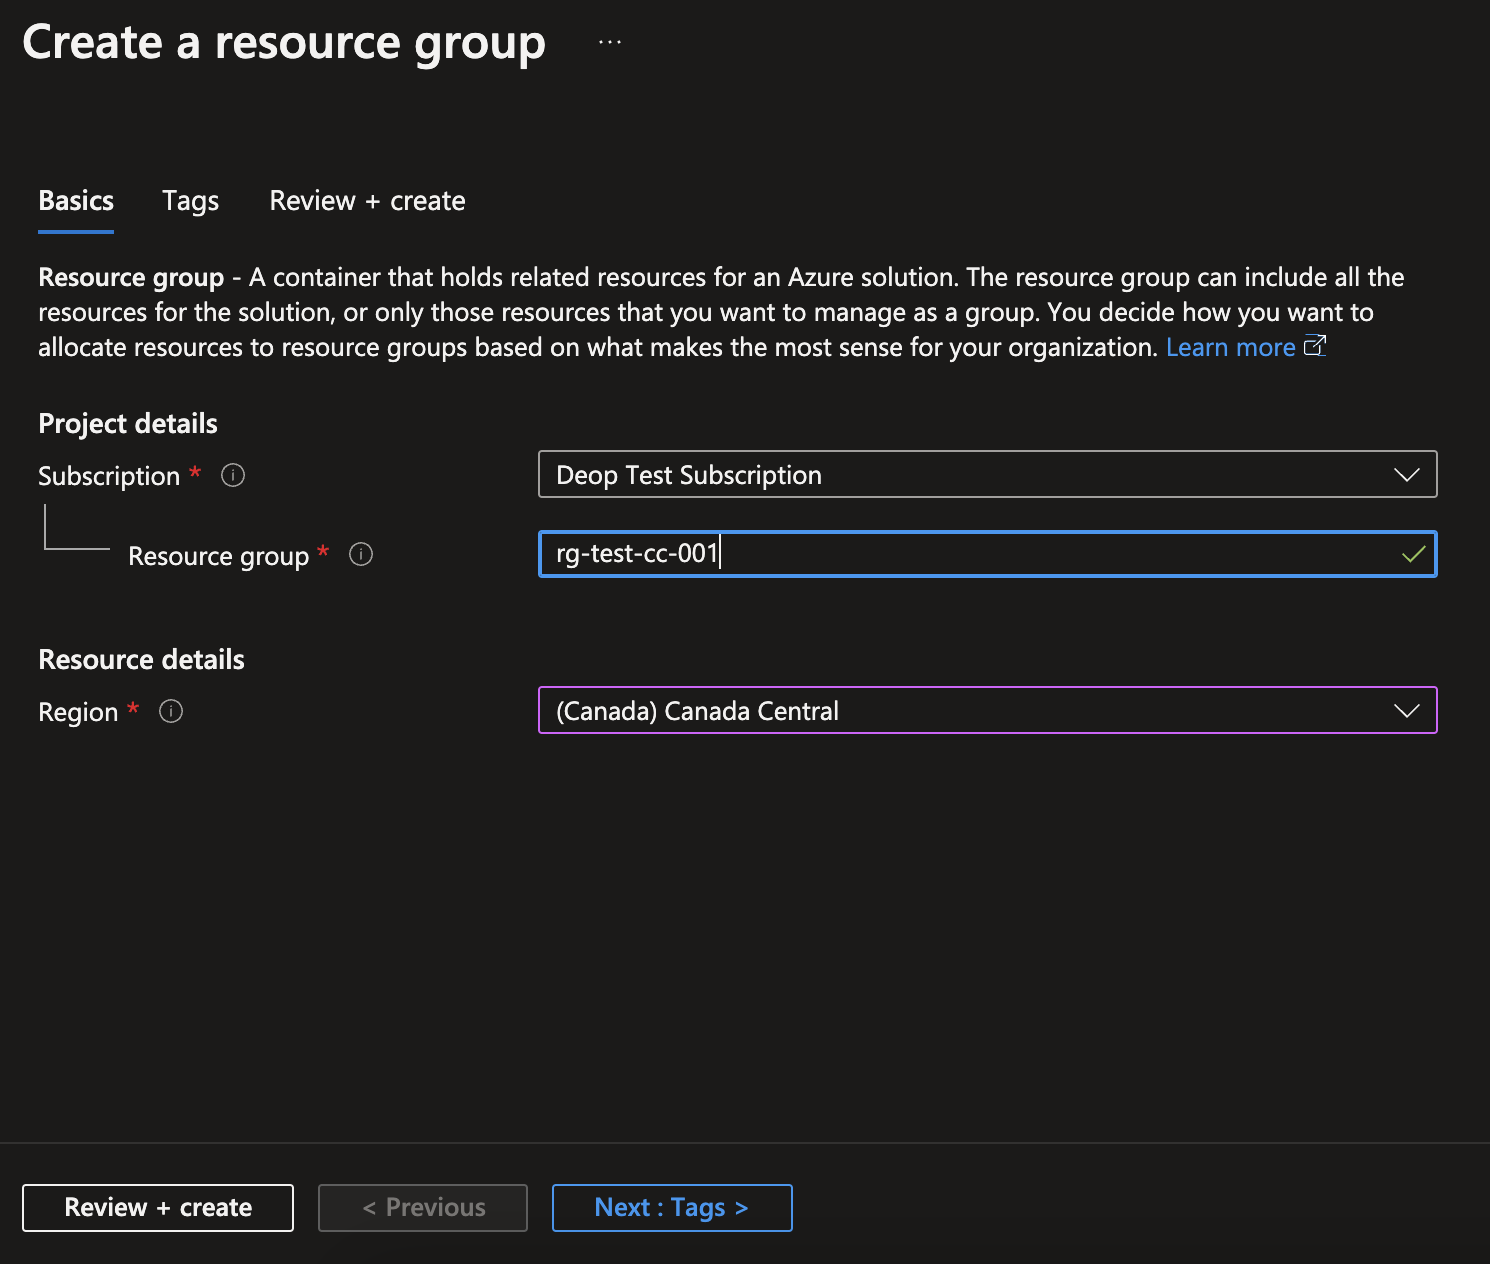 Create a resource group ...
Basics Tags Review + create
Resource group - A container that holds related resources for an Azure solution. The resource group can include all the
resources for the solution, or only those resources that you want to manage as a group. You decide how you want to
allocate resources to resource groups based on what makes the most sense for your organization. Learn more
Project details
Subscription * Deop Test Subscription
Resource group * rg-test-cc-001
Resource details
Region * (Canada) Canada Central
Review + create < Previous Next : Tags >